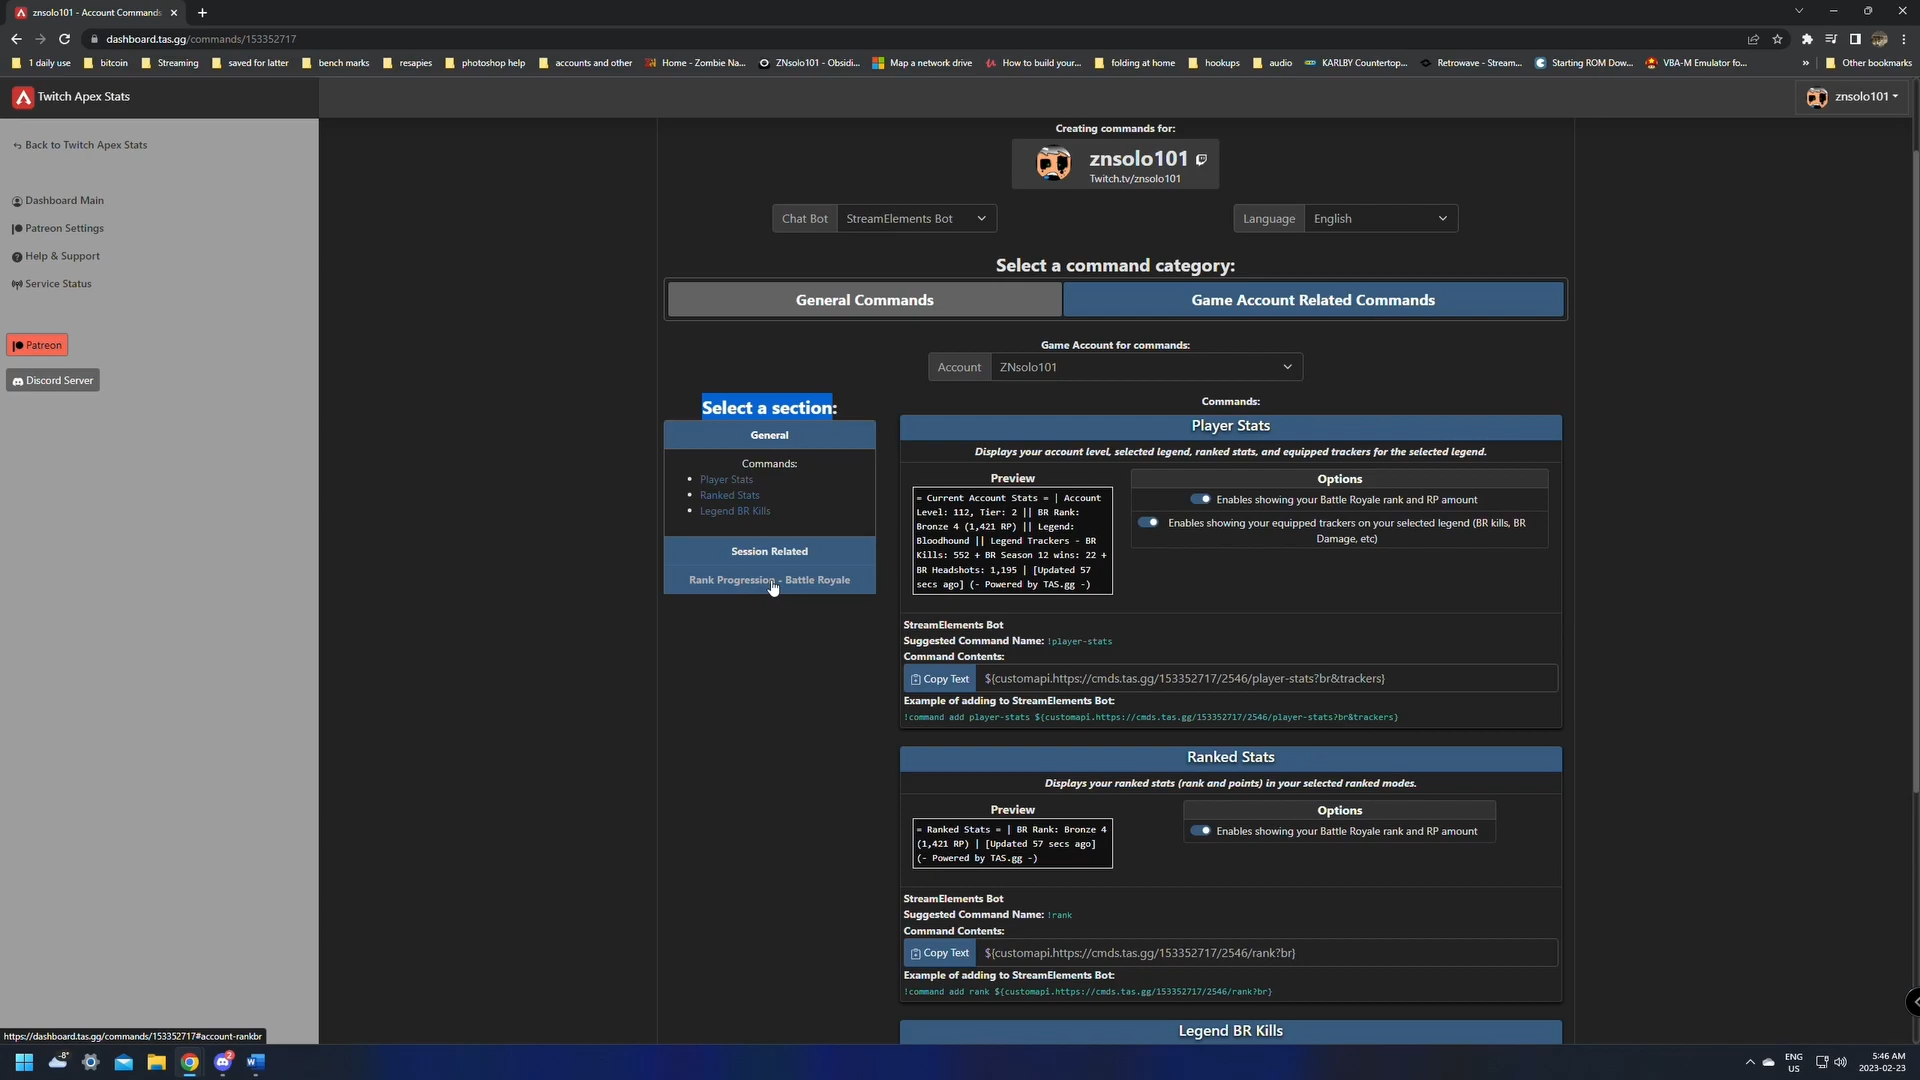 znsolo101 - Account Commands
dashboard.tas.gg/commands/153352717
1 daily use
bitcoin
Streaming
saved for latter
bench marks
resapies
photoshop help
accounts and other
Home - Zombie Na...
ZNsolo101 - Obsidi...
Map a network drive
How to build your...
folding at home
hookups
audio
KARLBY Countertop...
Retrowave - Stream...
Starting ROM Dow...
VBA-M Emulator fo...
»
Other bookmarks
Twitch Apex Stats
znsolo101
Back to Twitch Apex Stats
Dashboard Main
Patreon Settings
Help & Support
Service Status
Patreon
Discord Server
Creating commands for:
znsolo101
Twitch.tv/znsolo101
Chat Bot StreamElements Bot
Language English
Select a command category:
General Commands
Game Account Related Commands
Game Account for commands:
Account ZNsolo101
Select a section:
General
Commands:
• Player Stats
• Ranked Stats
• Legend BR Kills
Session Related
Rank Progression - Battle Royale
Commands:
Player Stats
Displays your account level, selected legend, ranked stats, and equipped trackers for the selected legend.
Preview
= Current Account Stats = | Account
Level: 112, Tier: 2 || BR Rank:
Bronze 4 (1,421 RP) || Legend:
Bloodhound || Legend Trackers - BR
Kills: 552 + BR Season 12 wins: 22 +
BR Headshots: 1,195 | [Updated 57
secs ago] (- Powered by TAS.gg -)
Options
Enables showing your Battle Royale rank and RP amount
Enables showing your equipped trackers on your selected legend (BR kills, BR
Damage, etc)
StreamElements Bot
Suggested Command Name: !player-stats
Command Contents:
Copy Text ${customapi.https://cmds.tas.gg/153352717/2546/player-stats?br&trackers}
Example of adding to StreamElements Bot:
!command add player-stats ${customapi.https://cmds.tas.gg/153352717/2546/player-stats?br&trackers}
Ranked Stats
Displays your ranked stats (rank and points) in your selected ranked modes.
Preview
= Ranked Stats = | BR Rank: Bronze 4
(1,421 RP) | [Updated 57 secs ago]
(- Powered by TAS.gg -)
Options
Enables showing your Battle Royale rank and RP amount
StreamElements Bot
Suggested Command Name: !rank
Command Contents:
Copy Text ${customapi.https://cmds.tas.gg/153352717/2546/rank?br}
Example of adding to StreamElements Bot:
!command add rank ${customapi.https://cmds.tas.gg/153352717/2546/rank?br}
Legend BR Kills
https://dashboard.tas.gg/commands/153352717#account-rankbr
-8°
2
ENG
US
5:46 AM
2023-02-23